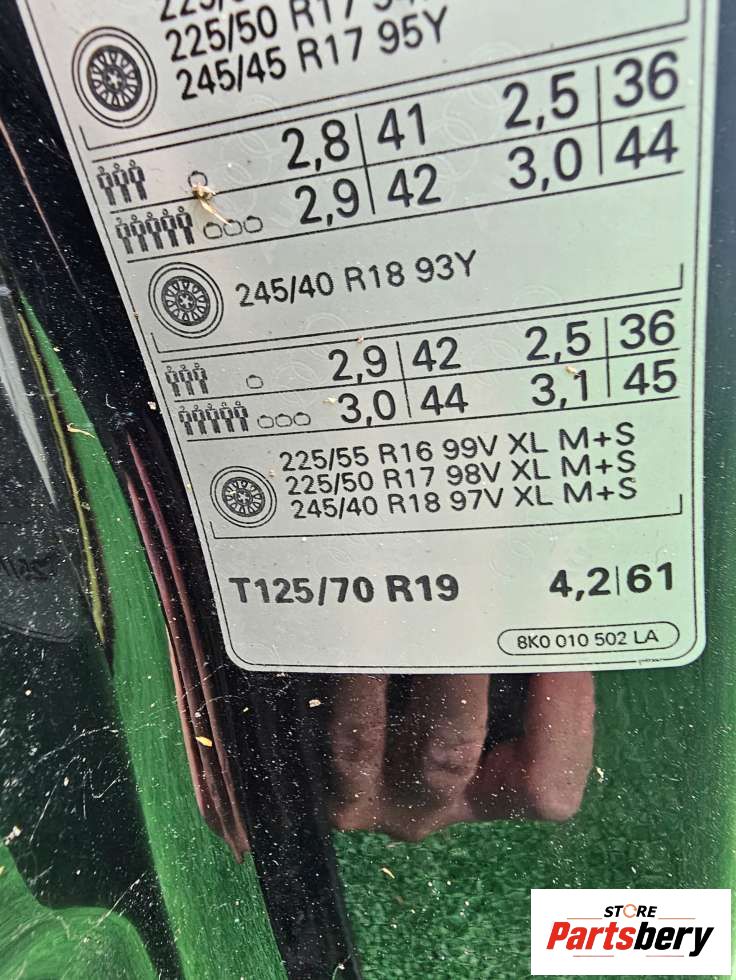 225/50 R17
245/45 R17 95Y
2,8 41 2,5 36
2,9 42 3,0 44
245/40 R18 93Y
2,9 42 2,5 36
3,0 44 3,1 45
225/55 R16 99V XL M+S
225/50 R17 98V XL M+S
245/40 R18 97V XL M+S
T125/70 R19 4,2 61
8K0 010 502 LA
STORE
Partsbery